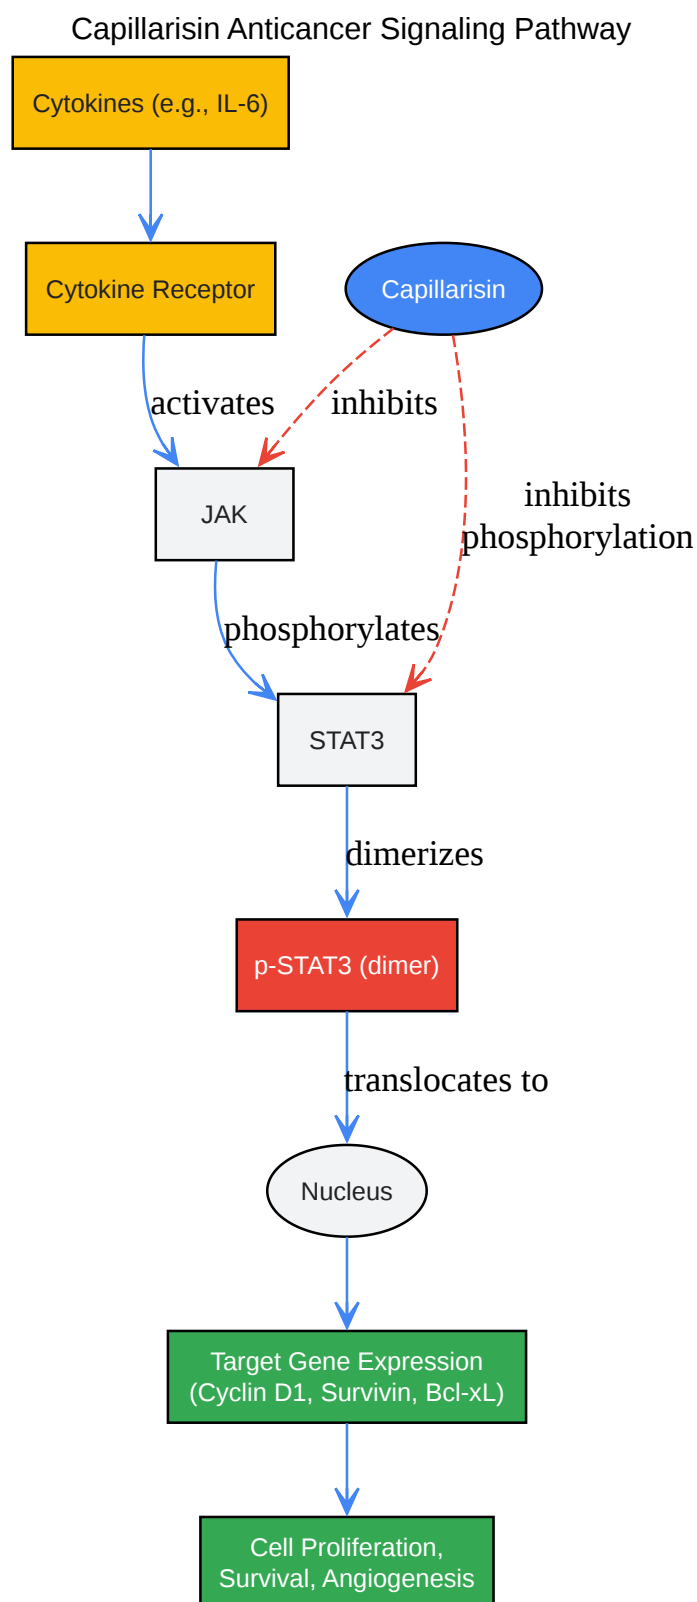 Capillarisin Anticancer Signaling Pathway
Cytokines (e.g., IL-6)
Cytokine Receptor
Capillarisin
activates
inhibits
JAK
inhibits
phosphorylation
phosphorylates
STAT3
dimerizes
p-STAT3 (dimer)
translocates to
Nucleus
Target Gene Expression
(Cyclin D1, Survivin, Bcl-xL)
Cell Proliferation,
Survival, Angiogenesis